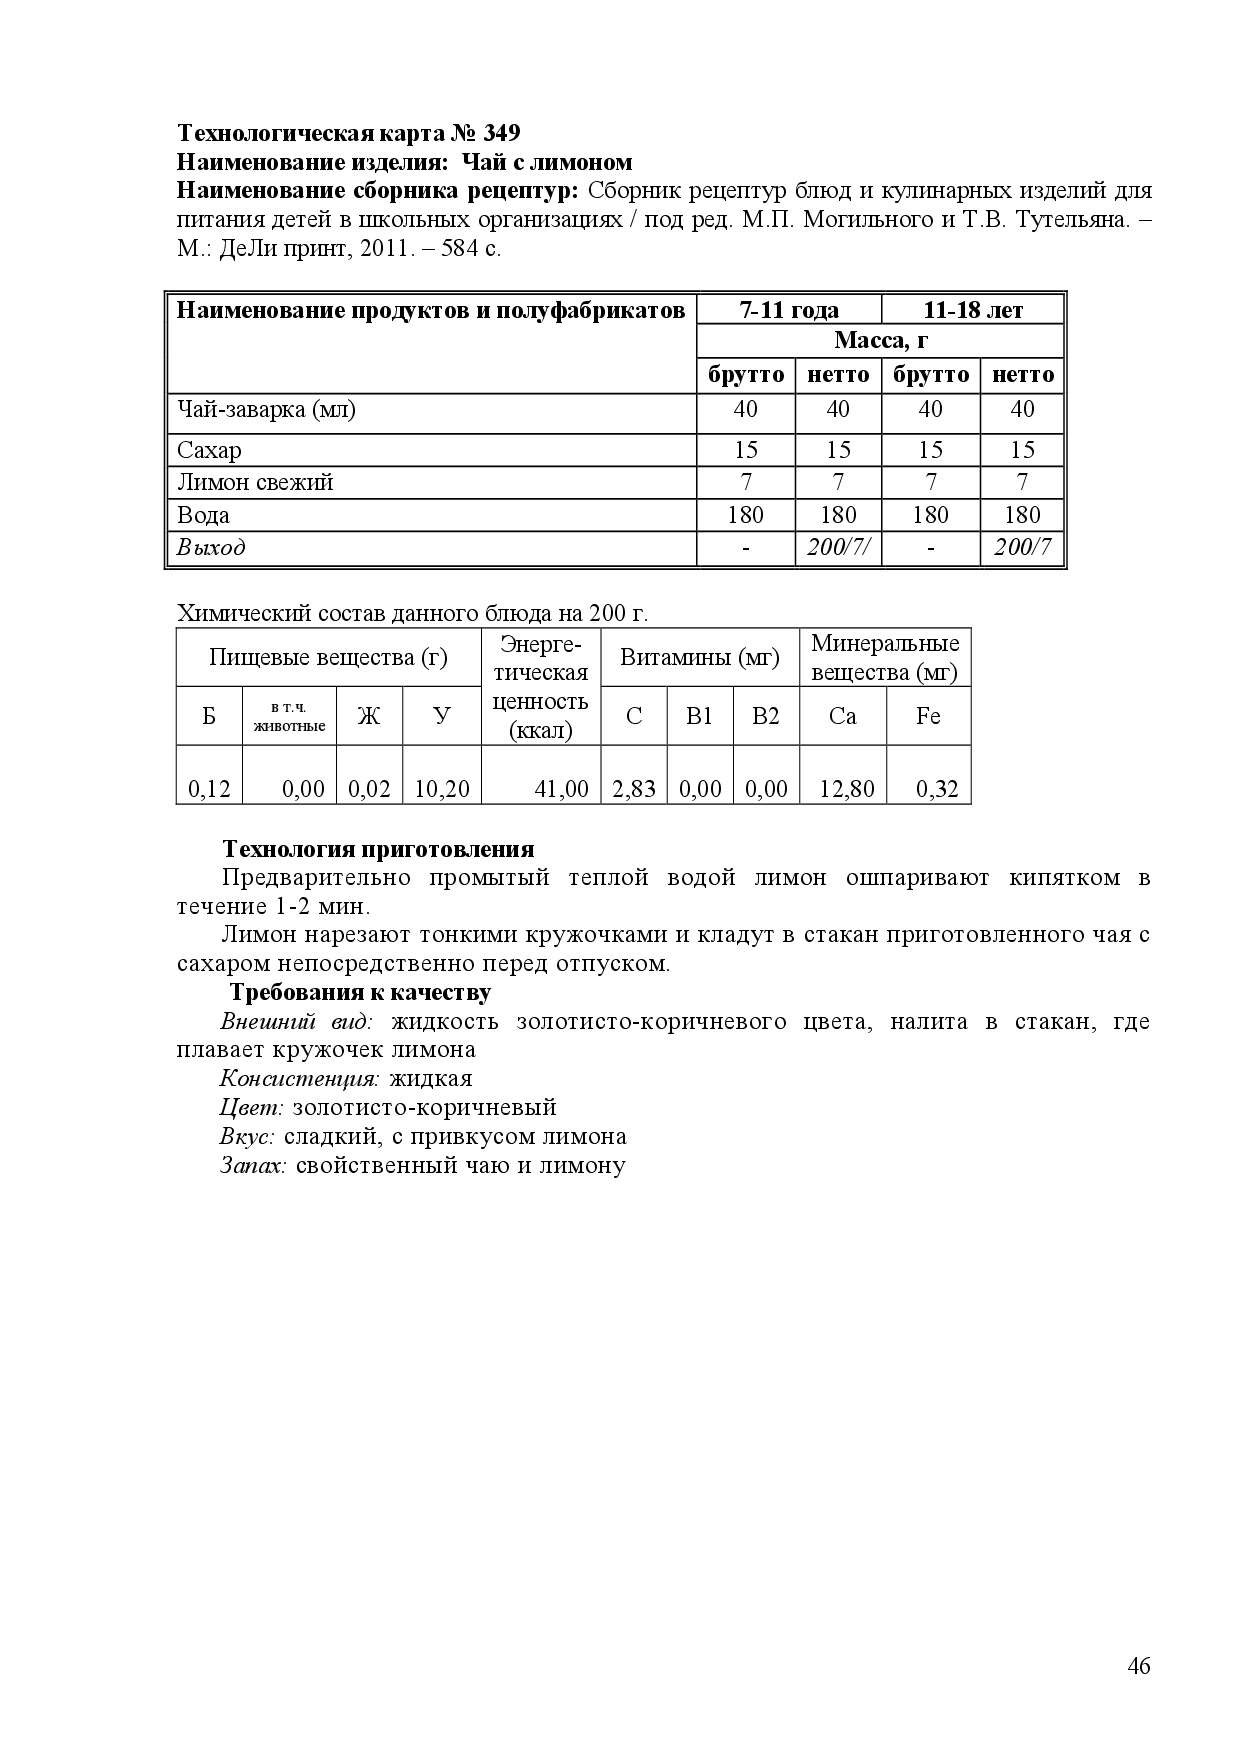 Технологическая карта № 349
Наименование изделия: Чай с лимоном
Наименование сборника рецептур: Сборник рецептур блюд и кулинарных изделий для
питания детей в школьных организациях / под ред. М.П. Могильного и Т.В. Тутельяна. –
М.: ДеЛи принт, 2011. – 584 с.
Наименование продуктов и полуфабрикатов 7-11 года 11-18 лет
Масса, г
брутто нетто брутто нетто
Чай-заварка (мл) 40 40 40 40
Сахар 15 15 15 15
Лимон свежий 7 7 7 7
Вода 180 180 180 180
Выход - 200/7/ - 200/7
Химический состав данного блюда на 200 г.
Пищевые вещества (г) Энерге-
тическая
ценность
(ккал) Витамины (мг) Минеральные
вещества (мг)
Б в т.ч.
животные Ж У С В1 В2 Са Fe
0,12 0,00 0,02 10,20 41,00 2,83 0,00 0,00 12,80 0,32
Технология приготовления
Предварительно промытый теплой водой лимон ошпаривают кипятком в
течение 1-2 мин.
Лимон нарезают тонкими кружочками и кладут в стакан приготовленного чая с
сахаром непосредственно перед отпуском.
Требования к качеству
Внешний вид: жидкость золотисто-коричневого цвета, налита в стакан, где
плавает кружочек лимона
Консистенция: жидкая
Цвет: золотисто-коричневый
Вкус: сладкий, с привкусом лимона
Запах: свойственный чаю и лимону
46